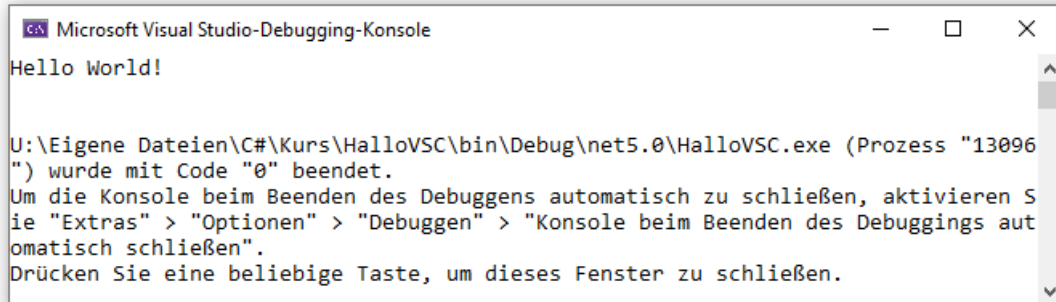 C:\ Microsoft Visual Studio-Debugging-Konsole
Hello World!
U:\Eigene Dateien\C#\Kurs\HalloVSC\bin\Debug\net5.0\HalloVSC.exe (Prozess "13096
") wurde mit Code "0" beendet.
Um die Konsole beim Beenden des Debuggens automatisch zu schließen, aktivieren S
ie "Extras" > "Optionen" > "Debuggen" > "Konsole beim Beenden des Debuggings aut
omatisch schließen".
Drücken Sie eine beliebige Taste, um dieses Fenster zu schließen.